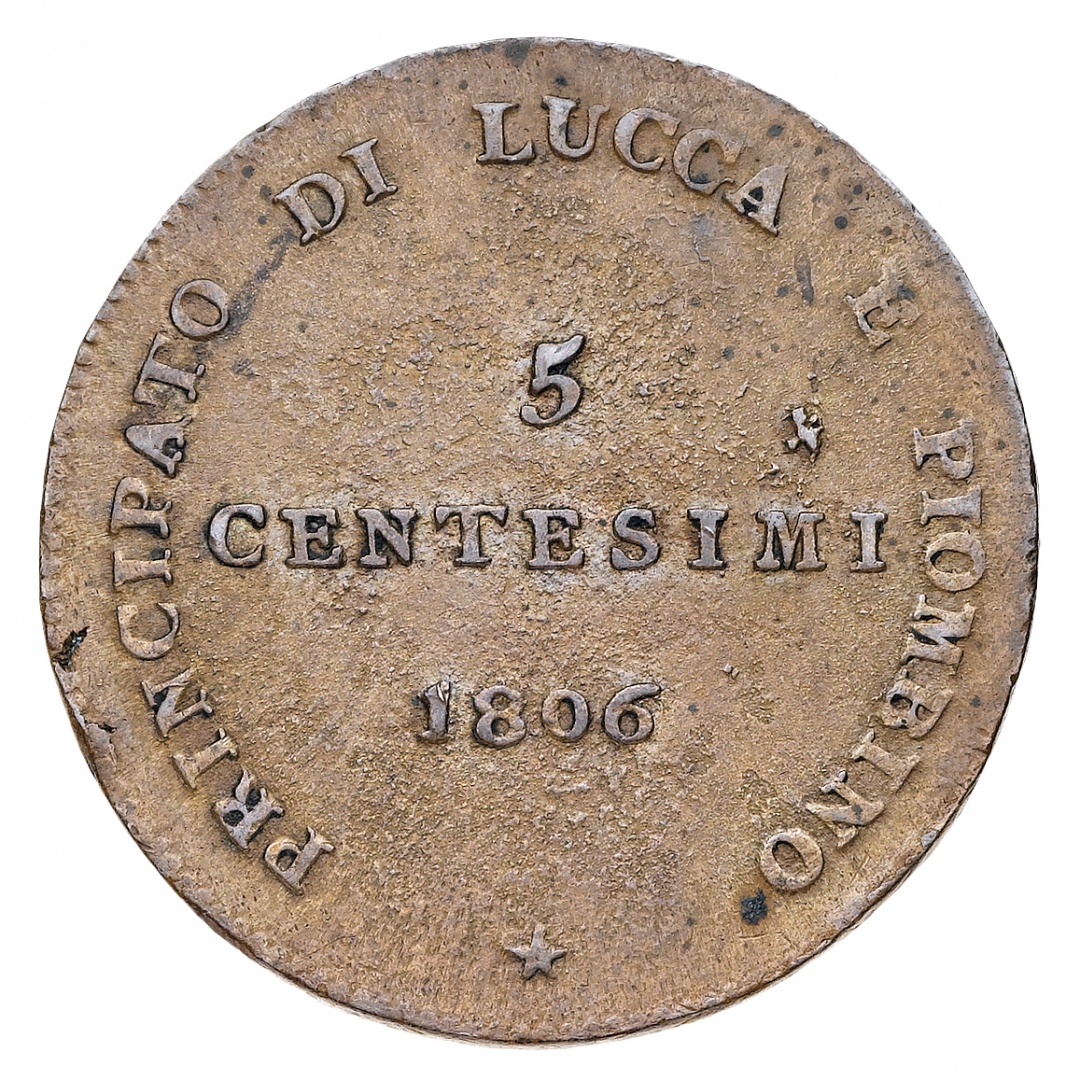 PRINCIPATO DI LUCCA E PIOMBINO
5
CENTESIMI
1806